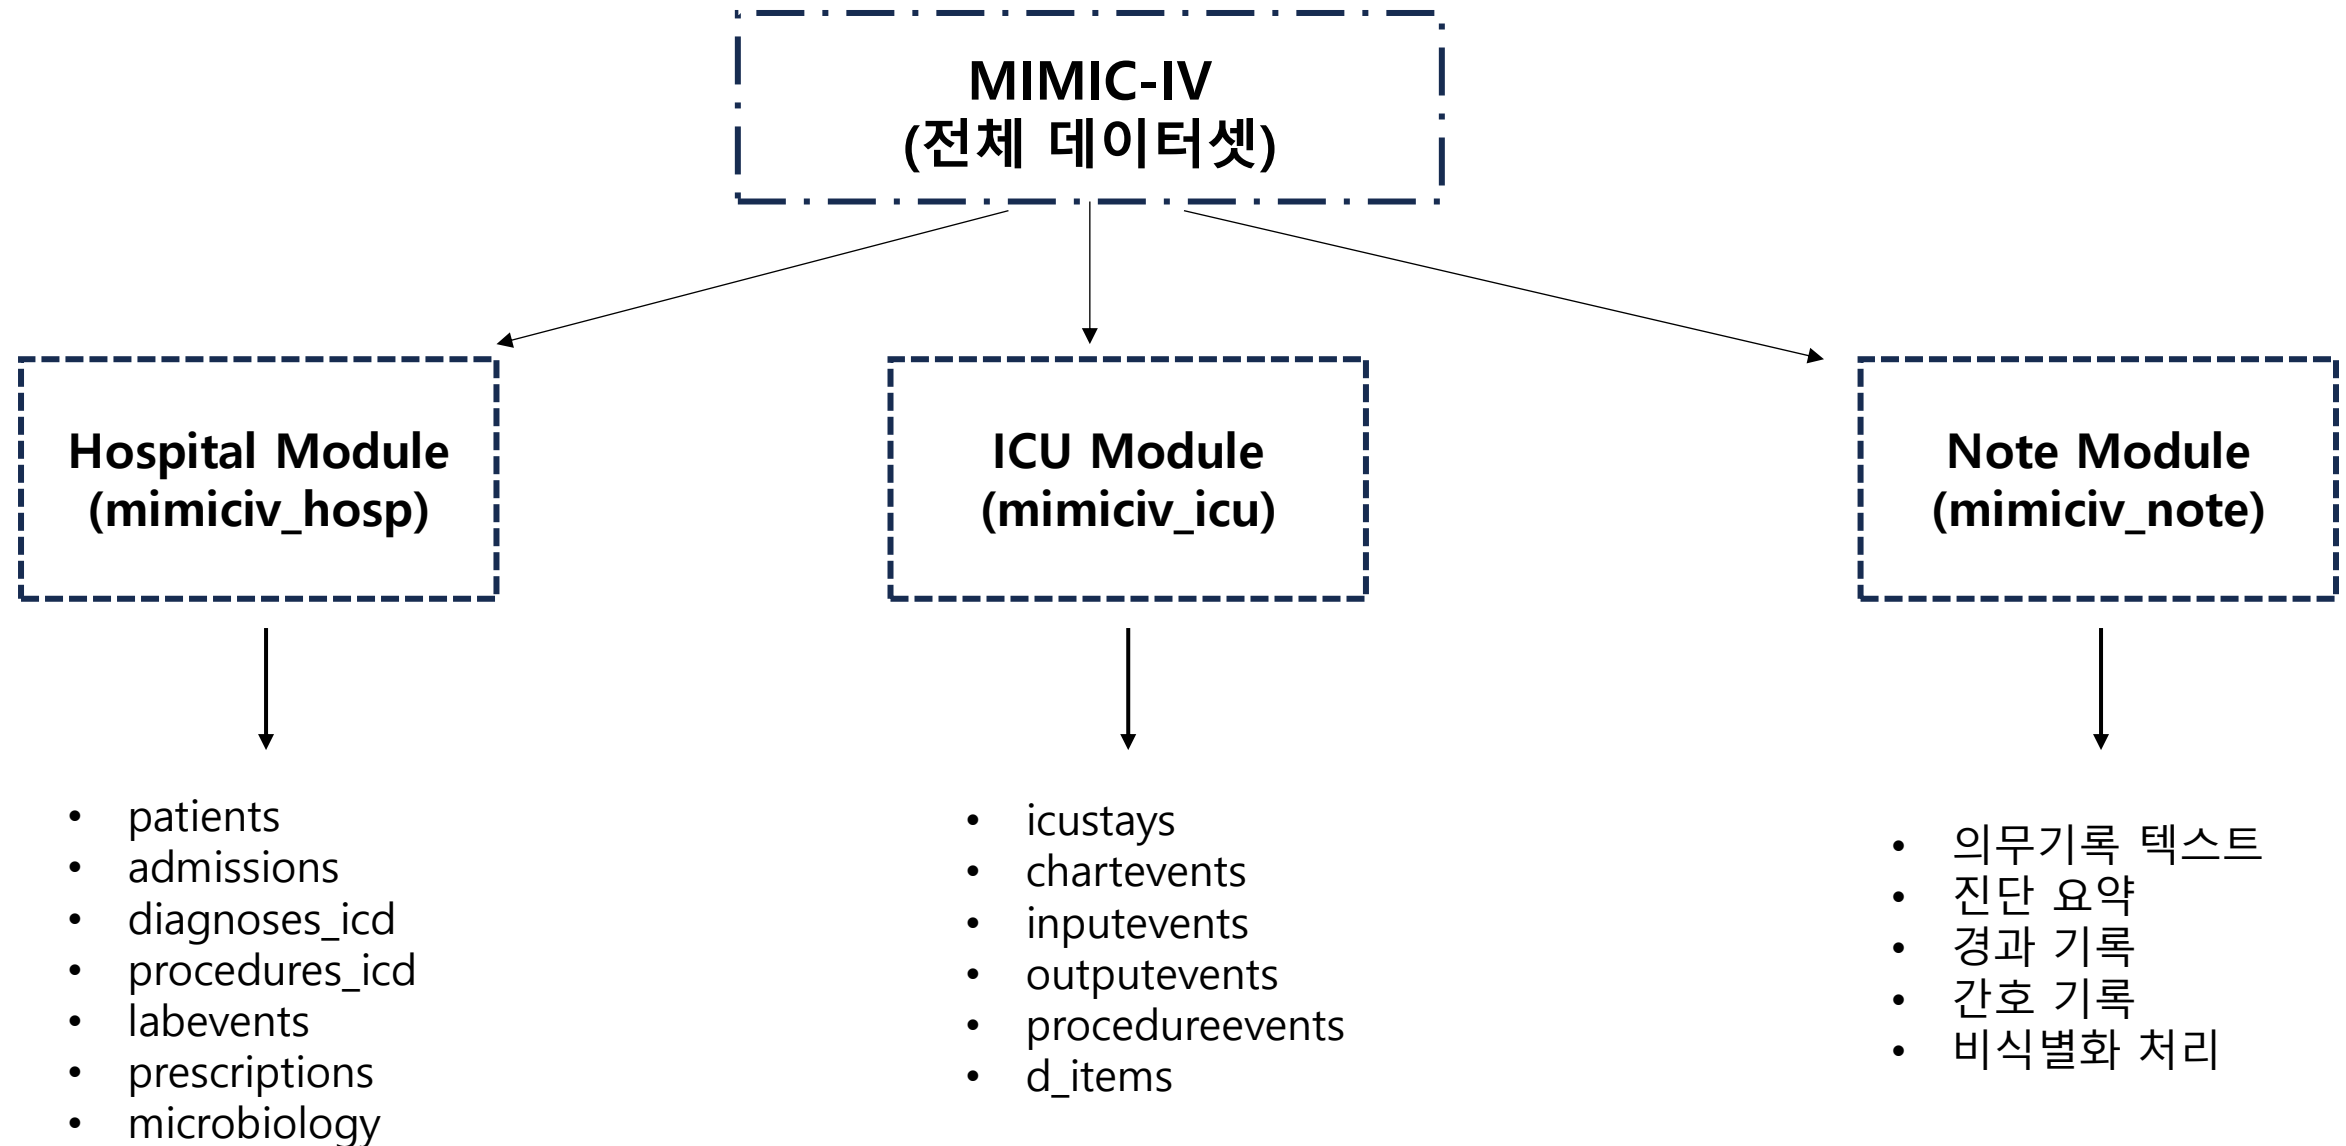 MIMIC-IV
(전체 데이터셋)
Hospital Module
(mimiciv_hosp)
ICU Module
(mimiciv_icu)
Note Module
(mimiciv_note)
• patients
• admissions
• diagnoses_icd
• procedures_icd
• labevents
• prescriptions
• microbiology
• icustays
• chartevents
• inputevents
• outputevents
• procedureevents
• d_items
• 의무기록 텍스트
• 진단 요약
• 경과 기록
• 간호 기록
• 비식별화 처리